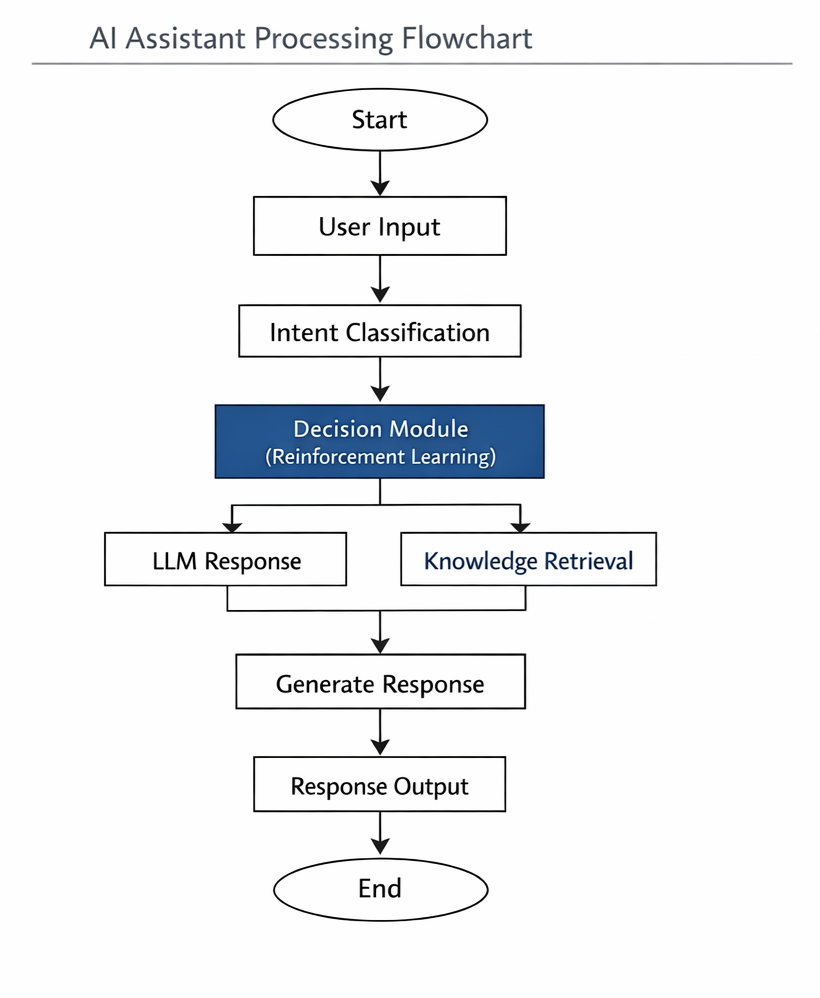 AI Assistant Processing Flowchart
Start
User Input
Intent Classification
Decision Module
(Reinforcement Learning)
LLM Response
Knowledge Retrieval
Generate Response
Response Output
End